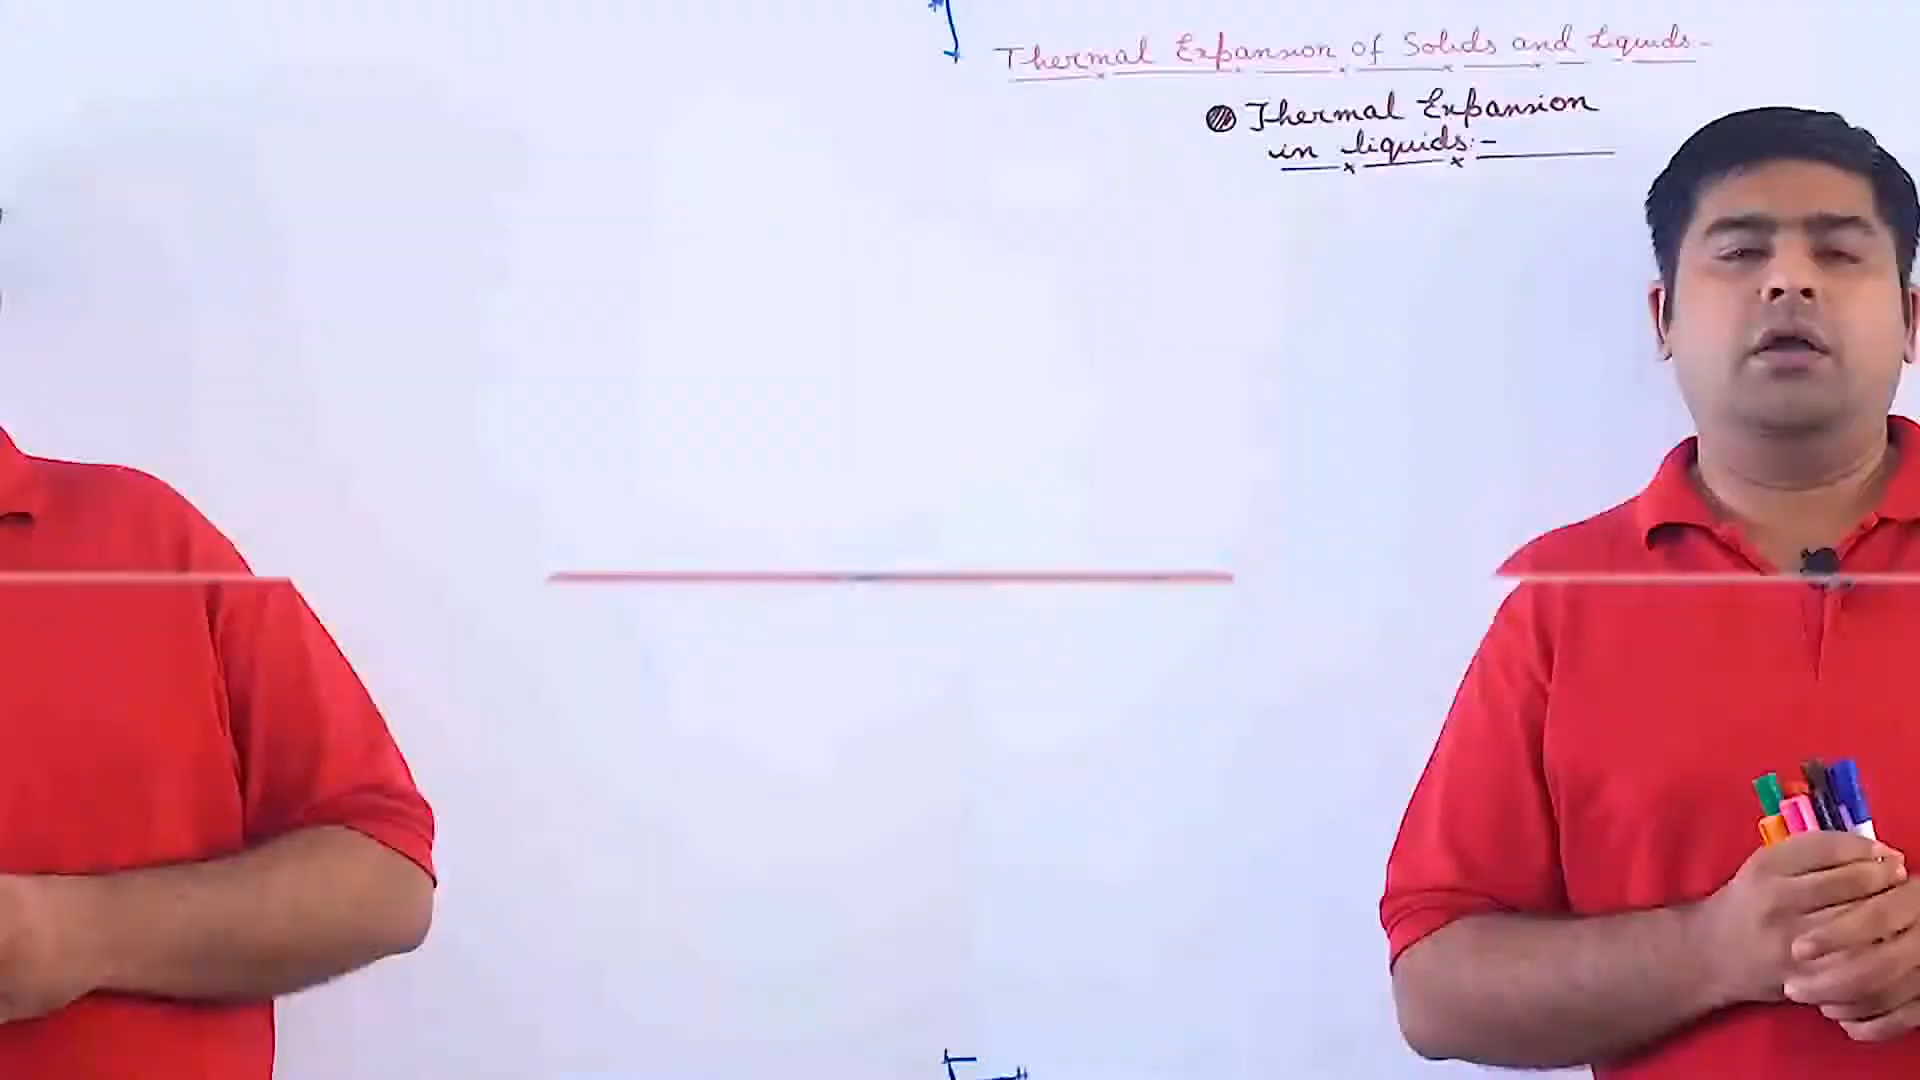 Thermal Expansion of Solids and Liquids:-
Thermal Expansion
in liquids:-